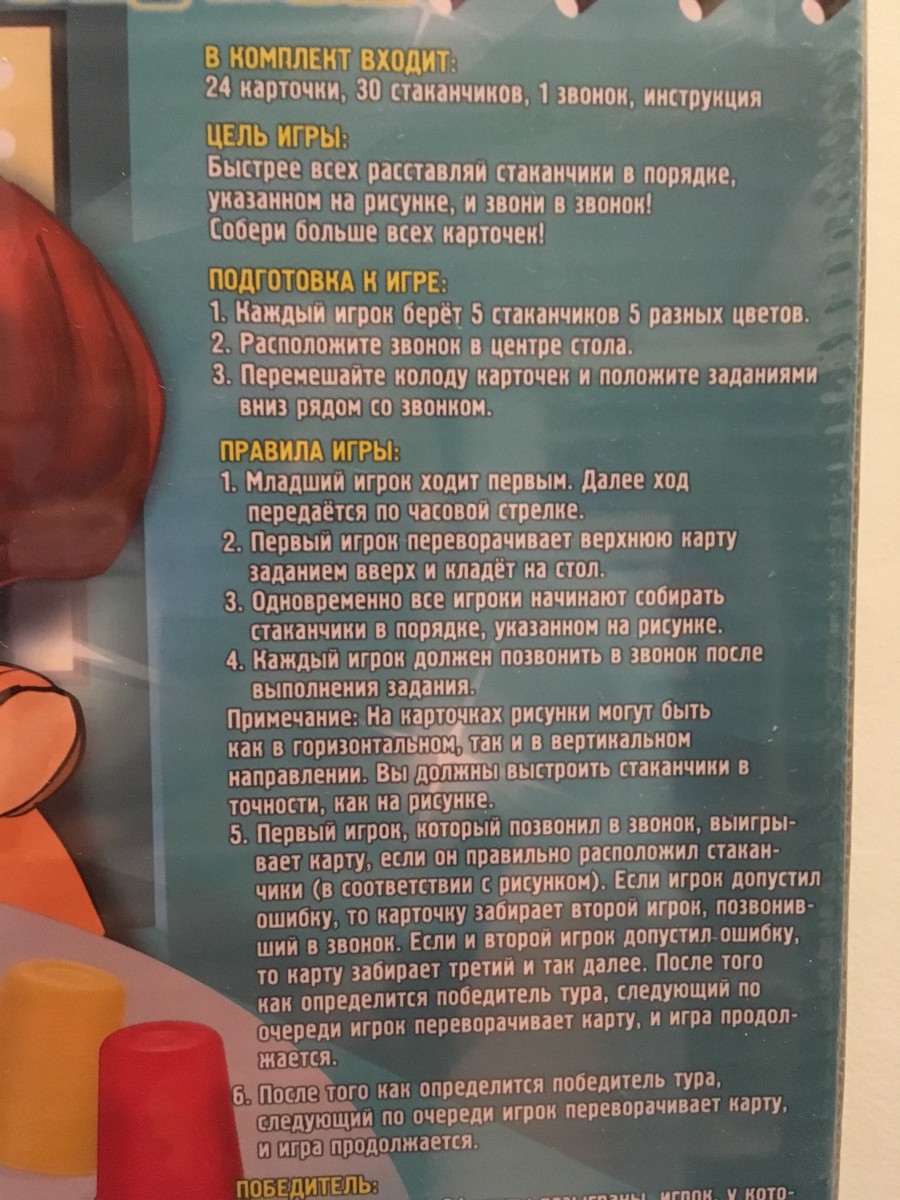 В КОМПЛЕКТ ВХОДИТ:
24 карточки, 30 стаканчиков, 1 звонок, инструкция
ЦЕЛЬ ИГРЫ:
Быстрее всех расставляй стаканчики в порядке,
указанном на рисунке, и звони в звонок!
Собери больше всех карточек!
ПОДГОТОВКА К ИГРЕ:
1. Каждый игрок берёт 5 стаканчиков 5 разных цветов.
2. Расположите звонок в центре стола.
3. Перемешайте колоду карточек и положите заданиями
вниз рядом со звонком.
ПРАВИЛА ИГРЫ:
1. Младший игрок ходит первым. Далее ход
передаётся по часовой стрелке.
2. Первый игрок переворачивает верхнюю карту
заданием вверх и кладёт на стол.
3. Одновременно все игроки начинают собирать
стаканчики в порядке, указанном на рисунке.
4. Каждый игрок должен позвонить в звонок после
выполнения задания.
Примечание: На карточках рисунки могут быть
как в горизонтальном, так и в вертикальном
направлении. Вы должны выстроить стаканчики в
точности, как на рисунке.
5. Первый игрок, который позвонил в звонок, выигры-
вает карту, если он правильно расположил стакан-
чики (в соответствии с рисунком). Если игрок допустил
ошибку, то карточку забирает второй игрок, позвонив-
ший в звонок. Если и второй игрок допустил ошибку,
то карту забирает третий и так далее. После того
как определится победитель тура, следующий по
очереди игрок переворачивает карту, и игра продол-
жается.
6. После того как определится победитель тура,
следующий по очереди игрок переворачивает карту,
и игра продолжается.
ПОБЕДИТЕЛЬ:
игрок, у кото-